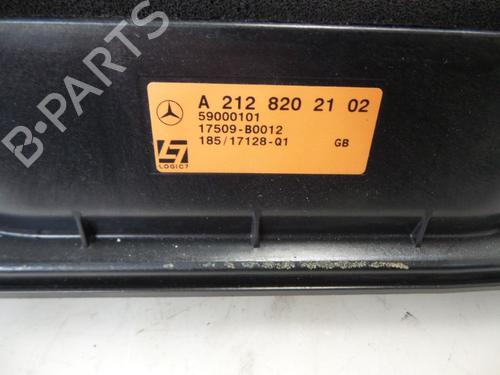 A 212 820 21 02
59000101
17509-B0012
185/17128-Q1 GB
LOGIC7
B-PARTS